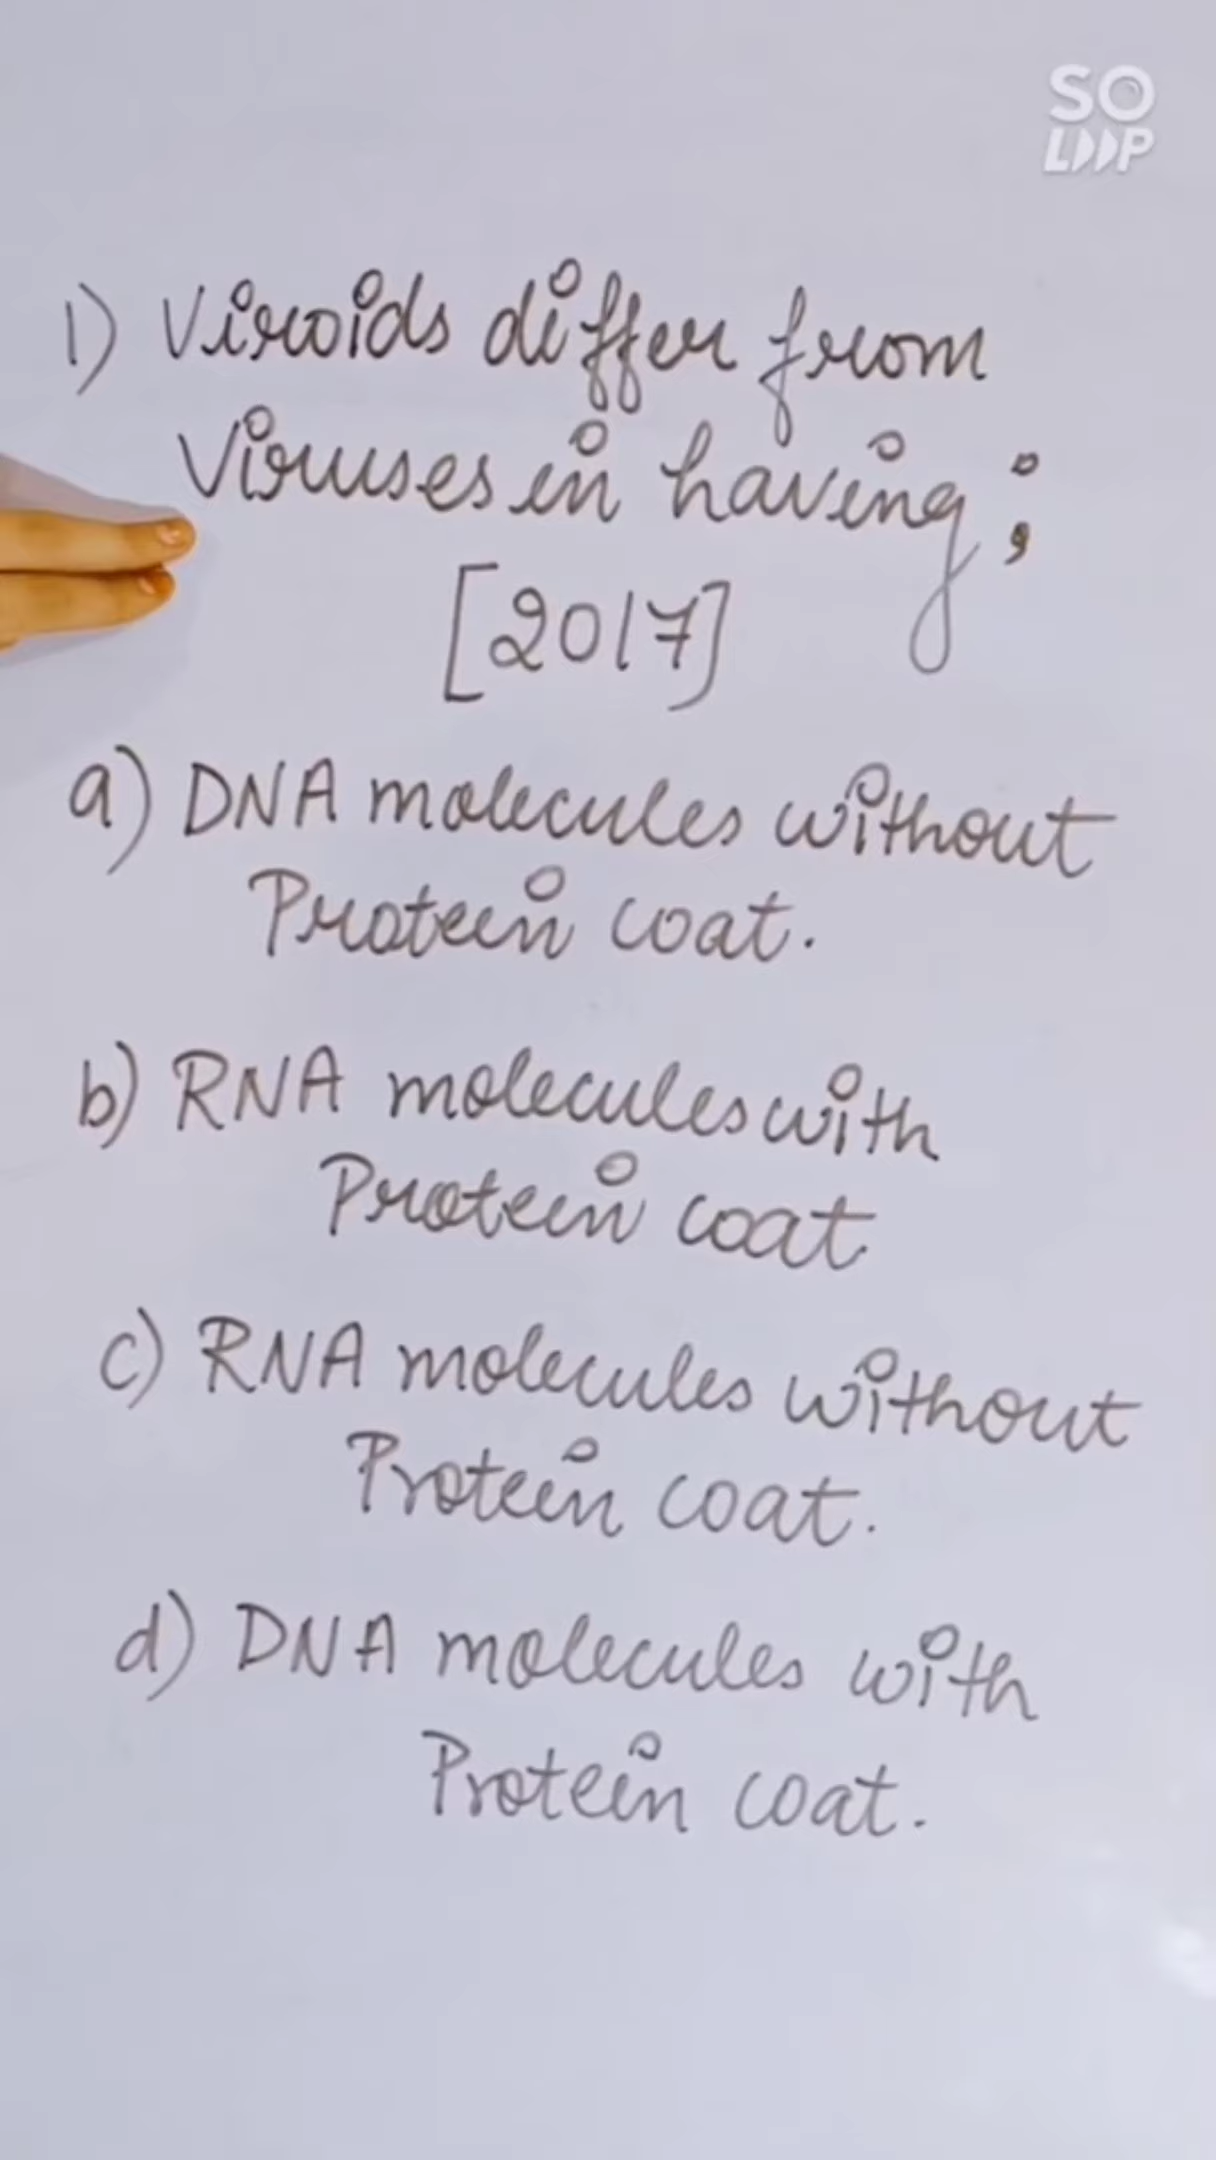 SO
LOOP
1) Viroids differ from
Viruses in having;
[2017]
a) DNA molecules without
Protein coat.
b) RNA molecules with
Protein coat
c) RNA molecules without
Protein coat.
d) DNA molecules with
Protein coat.